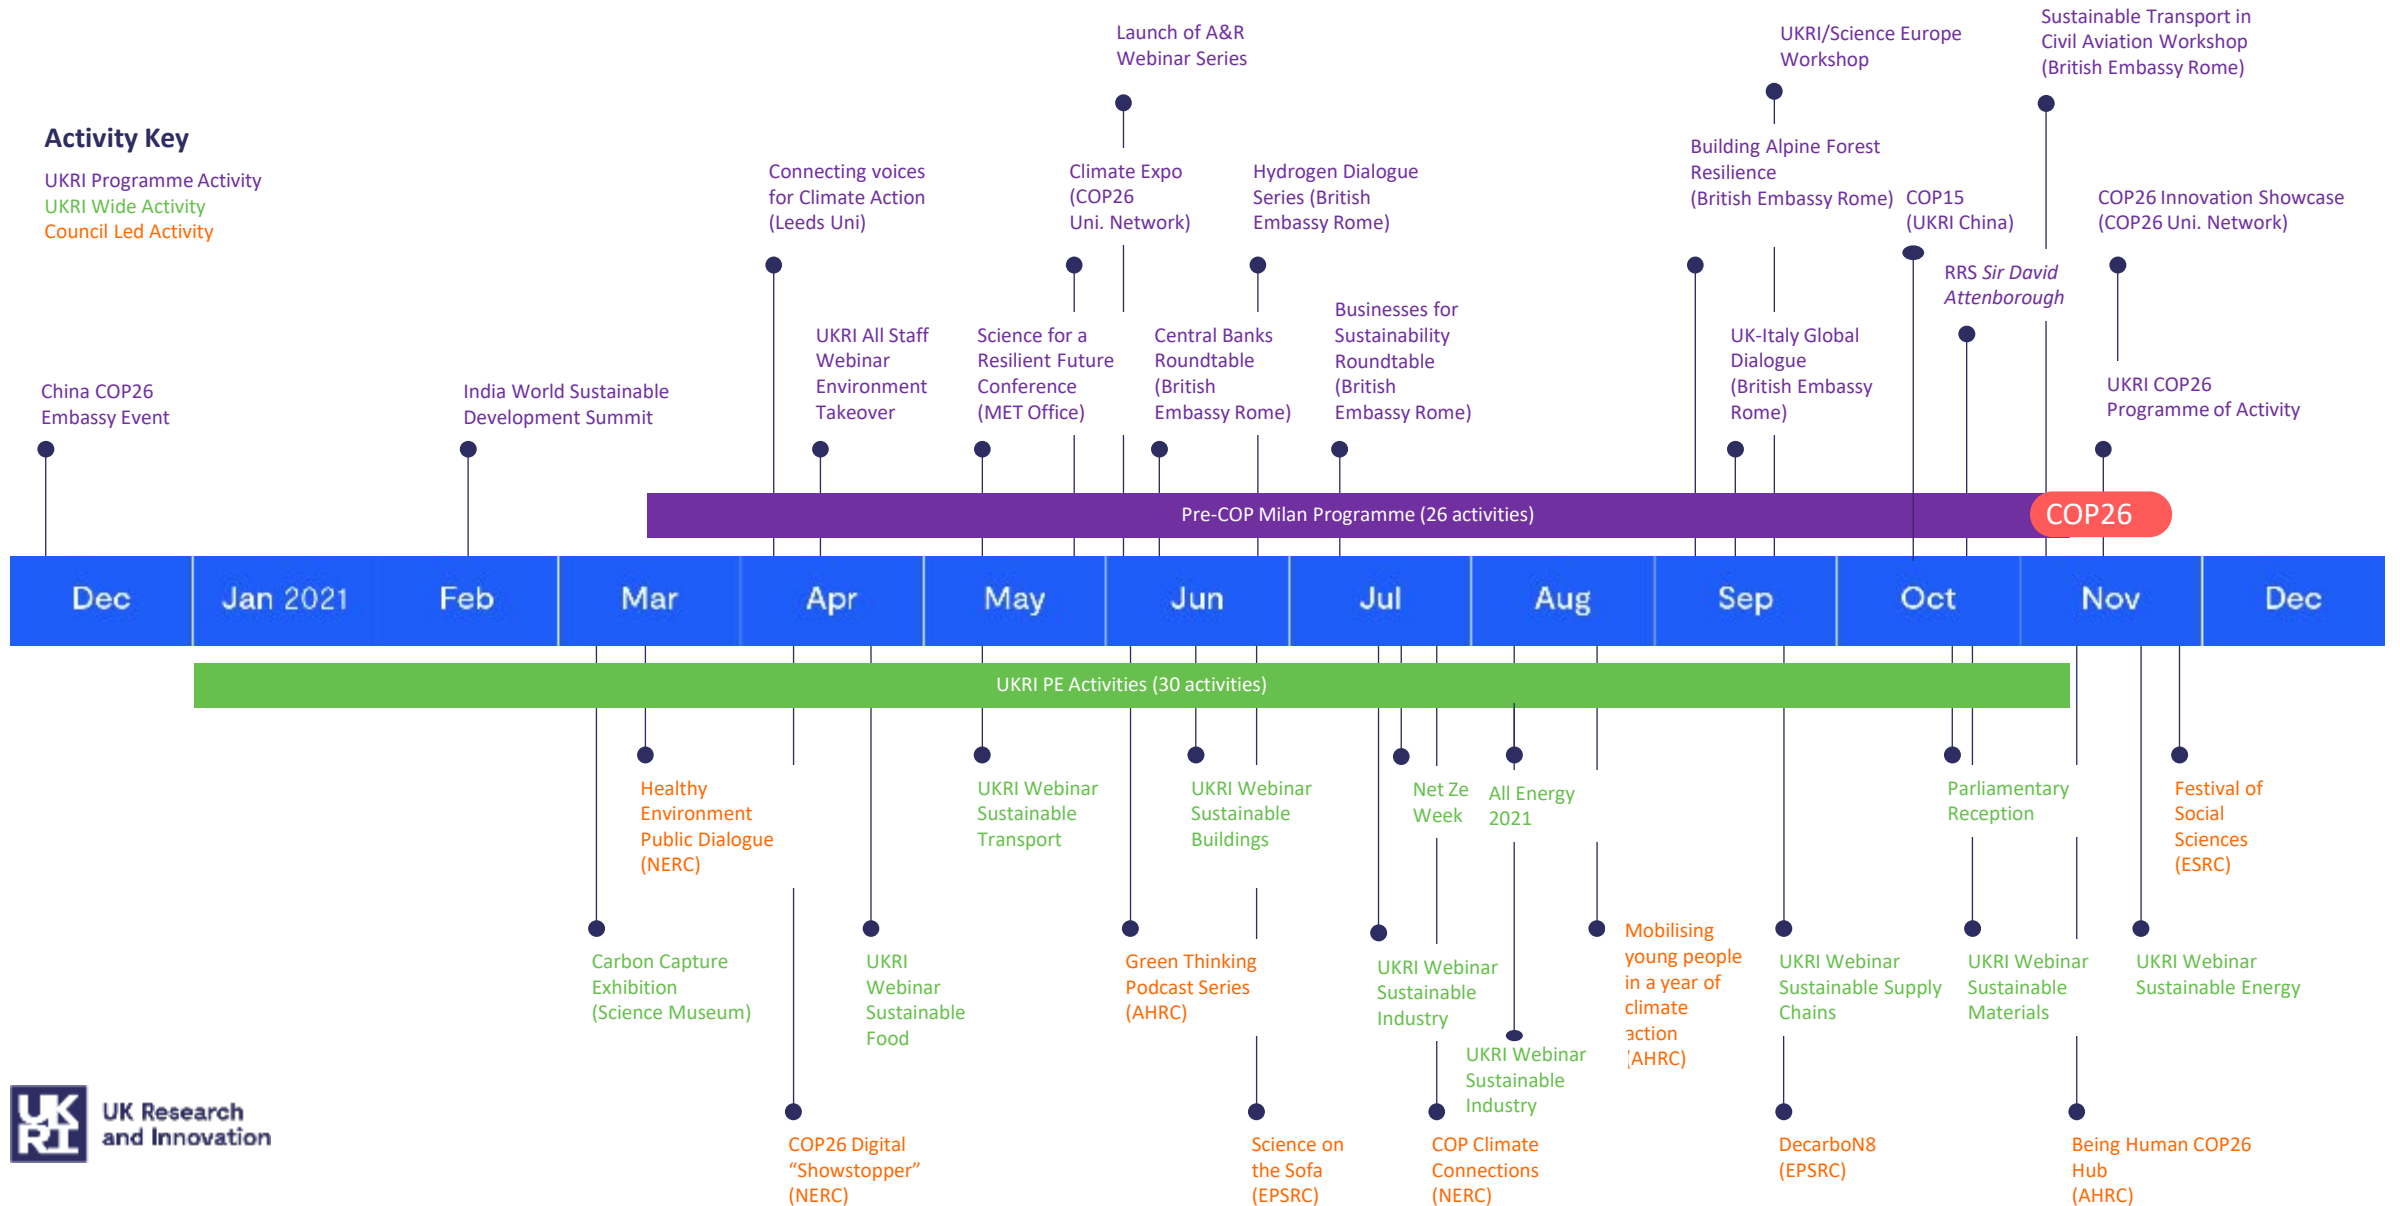 Launch of A&R
Webinar Series
UKRI/Science Europe
Workshop
Sustainable Transport in
Civil Aviation Workshop
(British Embassy Rome)
Activity Key
UKRI Programme Activity
UKRI Wide Activity
Council Led Activity
Connecting voices
for Climate Action
(Leeds Uni)
Climate Expo
(COP26
Uni. Network)
Hydrogen Dialogue
Series (British
Embassy Rome)
Building Alpine Forest
Resilience
(British Embassy Rome)
COP15
(UKRI China)
COP26 Innovation Showcase
(COP26 Uni. Network)
RRS Sir David
Attenborough
China COP26
Embassy Event
India World Sustainable
Development Summit
UKRI All Staff
Webinar
Environment
Takeover
Science for a
Resilient Future
Conference
(MET Office)
Central Banks
Roundtable
(British
Embassy Rome)
Businesses for
Sustainability
Roundtable
(British
Embassy Rome)
UK-Italy Global
Dialogue
(British Embassy
Rome)
UKRI COP26
Programme of Activity
Pre-COP Milan Programme (26 activities)
COP26
Dec
Jan 2021
Feb
Mar
Apr
May
Jun
Jul
Aug
Sep
Oct
Nov
Dec
UKRI PE Activities (30 activities)
Healthy
Environment
Public Dialogue
(NERC)
UKRI Webinar
Sustainable
Transport
UKRI Webinar
Sustainable
Buildings
Net Ze
Week
All Energy
2021
Parliamentary
Reception
Festival of
Social
Sciences
(ESRC)
Carbon Capture
Exhibition
(Science Museum)
UKRI
Webinar
Sustainable
Food
Green Thinking
Podcast Series
(AHRC)
UKRI Webinar
Sustainable
Industry
UKRI Webinar
Sustainable
Industry
Mobilising
young people
in a year of
climate
action
(AHRC)
UKRI Webinar
Sustainable Supply
Chains
UKRI Webinar
Sustainable
Materials
UKRI Webinar
Sustainable Energy
COP26 Digital
“Showstopper”
(NERC)
Science on
the Sofa
(EPSRC)
COP Climate
Connections
(NERC)
DecarboN8
(EPSRC)
Being Human COP26
Hub
(AHRC)
UK
RI
UK Research
and Innovation